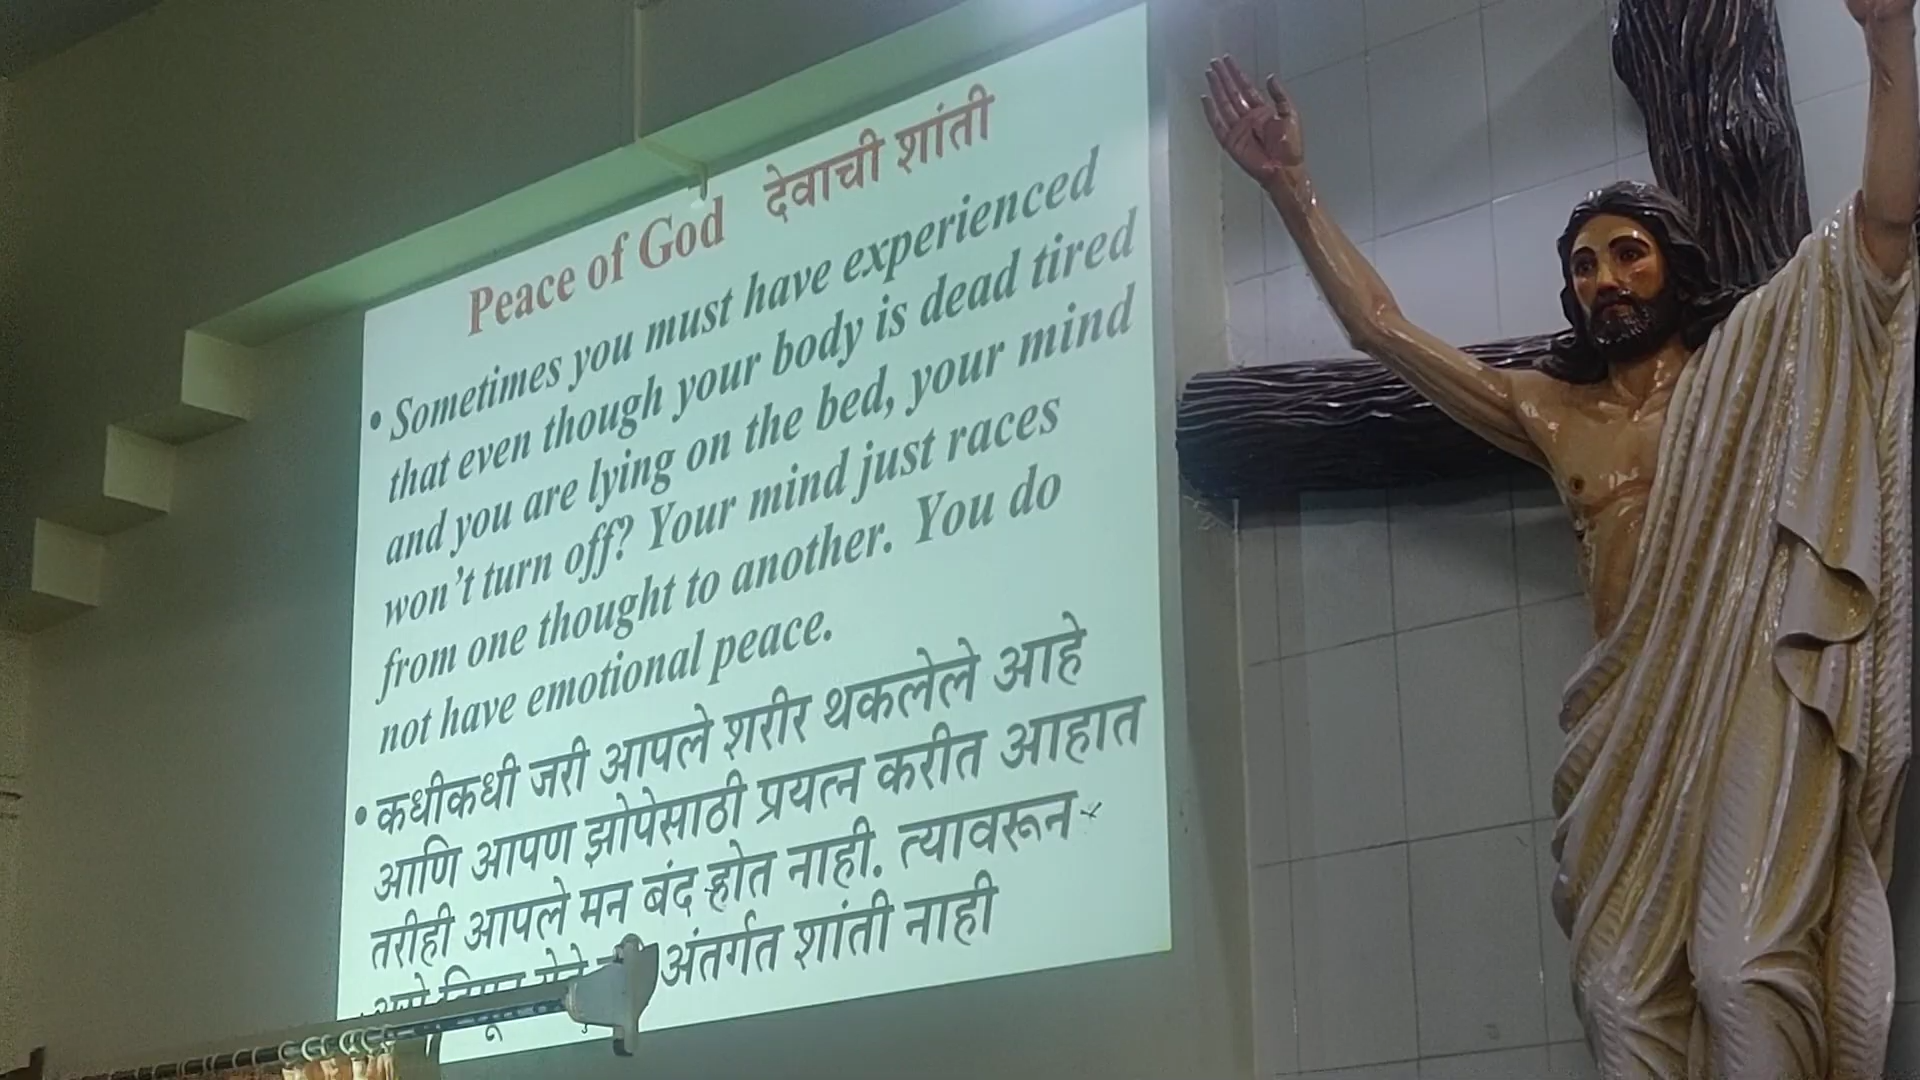 Peace of God देवाची शांती
• Sometimes you must have experienced
that even though your body is dead tired
and you are lying on the bed, your mind
won't turn off? Your mind just races
from one thought to another. You do
not have emotional peace.
• कधीकधी जरी आपले शरीर थकलेले आहे
आणि आपण झोपेसाठी प्रयत्न करीत आहात
तरीही आपले मन बंद होत नाही. त्यावरून
अंतर्गत शांती नाही